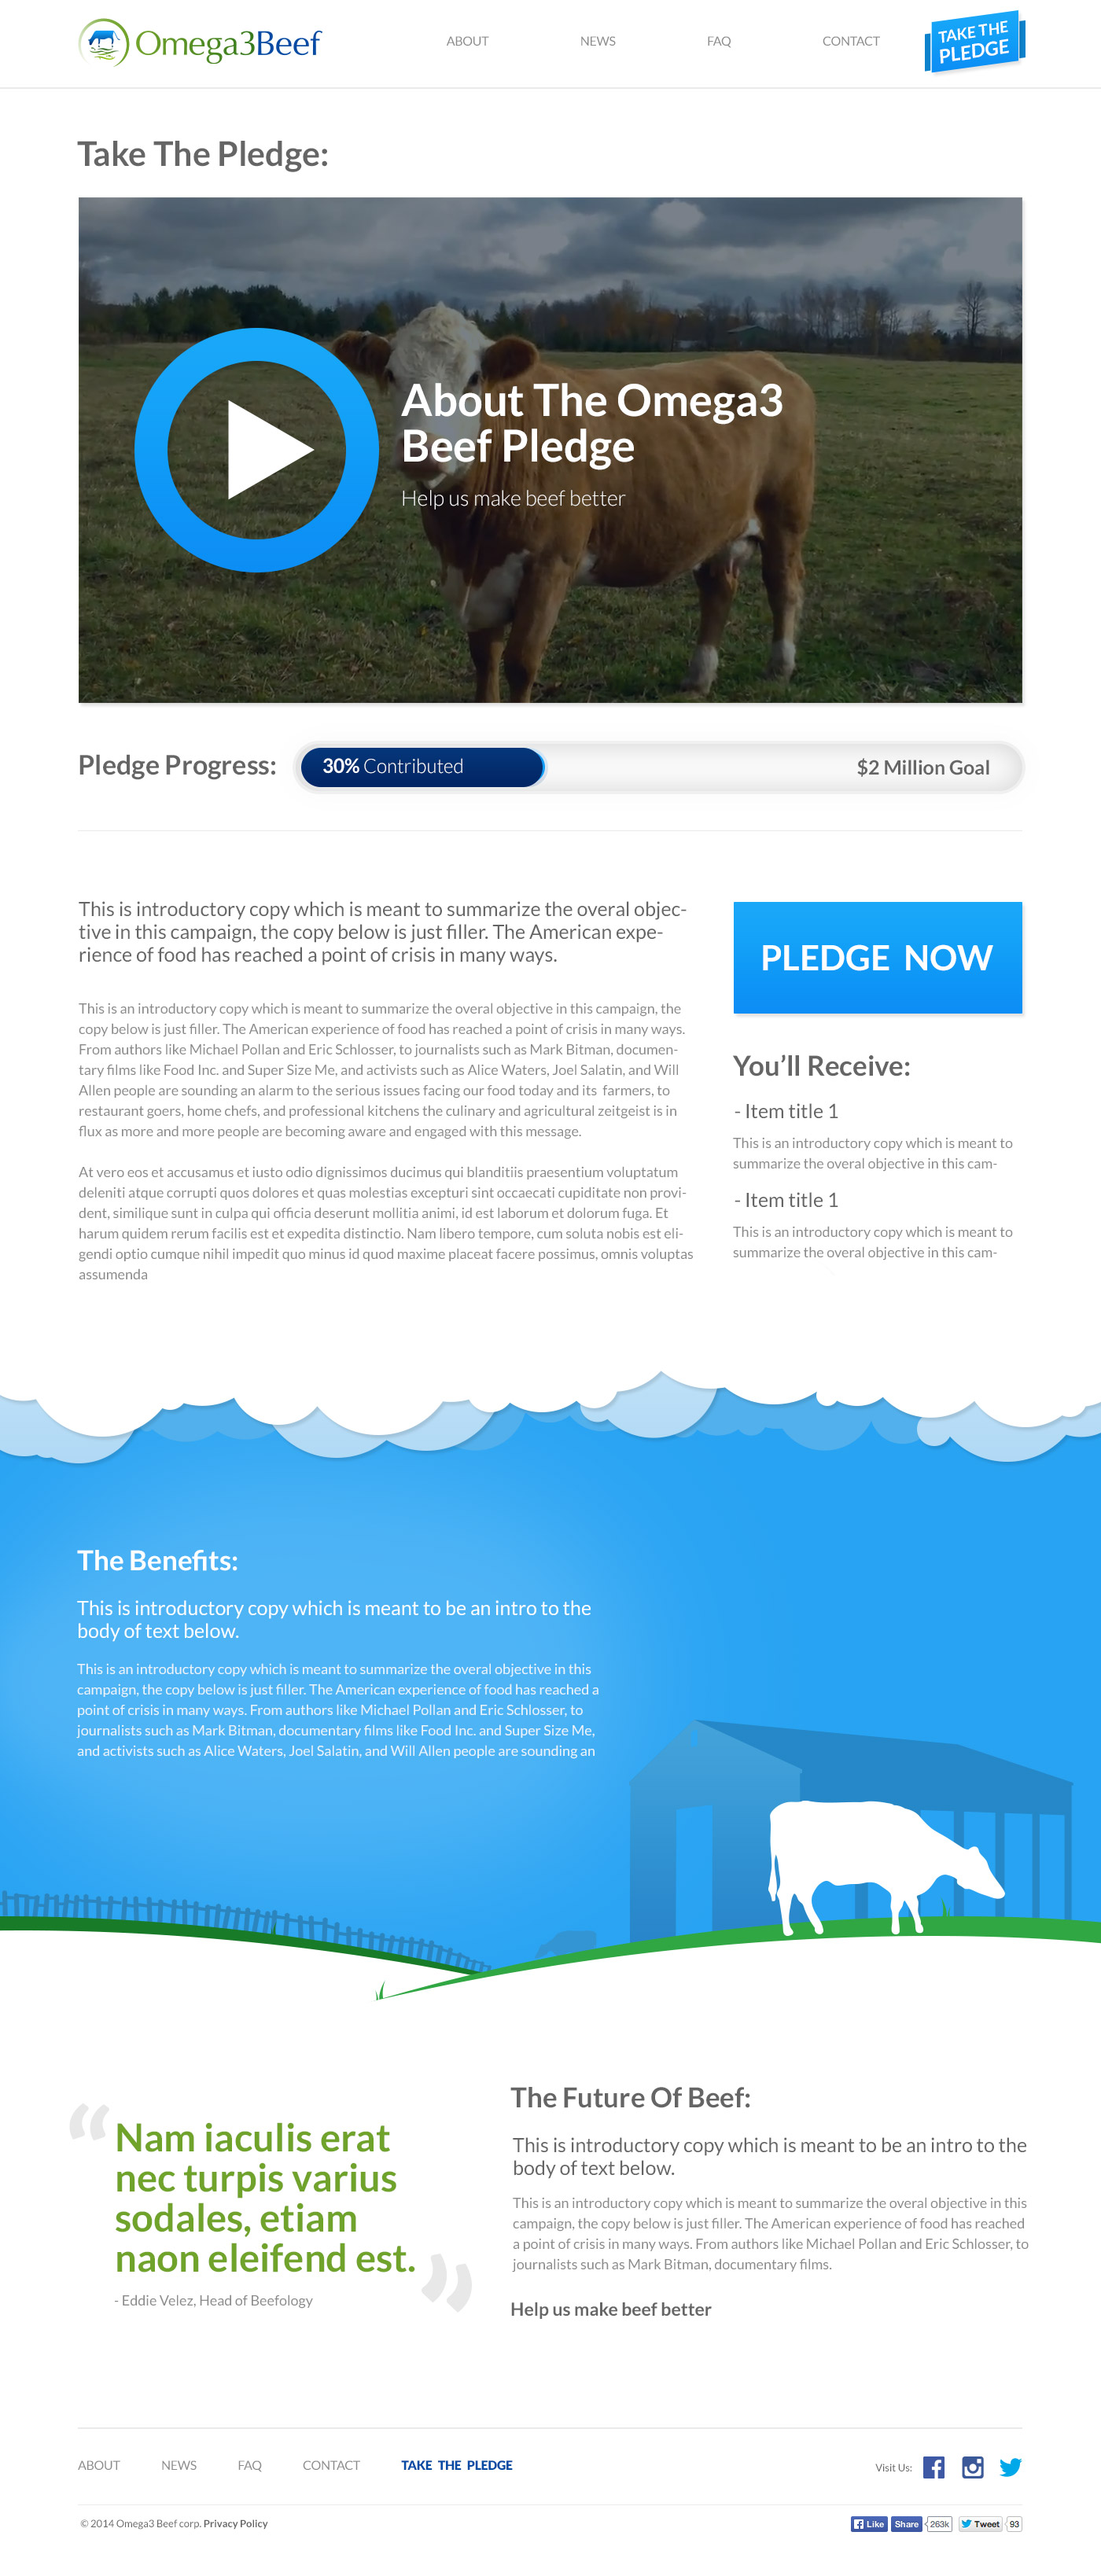 Omega3Beef
ABOUT
NEWS
FAQ
CONTACT
TAKE THE
PLEDGE
Take The Pledge:
About The Omega3
Beef Pledge
Help us make beef better
Pledge Progress:
30% Contributed
$2 Million Goal
This is introductory copy which is meant to summarize the overal objec-
tive in this campaign, the copy below is just filler. The American expe-
rience of food has reached a point of crisis in many ways.
This is an introductory copy which is meant to summarize the overal objective in this campaign, the
copy below is just filler. The American experience of food has reached a point of crisis in many ways.
From authors like Michael Pollan and Eric Schlosser, to journalists such as Mark Bitman, documen-
tary films like Food Inc. and Super Size Me, and activists such as Alice Waters, Joel Salatin, and Will
Allen people are sounding an alarm to the serious issues facing our food today and its  farmers, to
restaurant goers, home chefs, and professional kitchens the culinary and agricultural zeitgeist is in
flux as more and more people are becoming aware and engaged with this message.
At vero eos et accusamus et iusto odio dignissimos ducimus qui blanditiis praesentium voluptatum
deleniti atque corrupti quos dolores et quas molestias excepturi sint occaecati cupiditate non provi-
dent, similique sunt in culpa qui officia deserunt mollitia animi, id est laborum et dolorum fuga. Et
harum quidem rerum facilis est et expedita distinctio. Nam libero tempore, cum soluta nobis est eli-
gendi optio cumque nihil impedit quo minus id quod maxime placeat facere possimus, omnis voluptas
assumenda
PLEDGE NOW
You'll Receive:
- Item title 1
This is an introductory copy which is meant to
summarize the overal objective in this cam-
- Item title 1
This is an introductory copy which is meant to
summarize the overal objective in this cam-
The Benefits:
This is introductory copy which is meant to be an intro to the
body of text below.
This is an introductory copy which is meant to summarize the overal objective in this
campaign, the copy below is just filler. The American experience of food has reached a
point of crisis in many ways. From authors like Michael Pollan and Eric Schlosser, to
journalists such as Mark Bitman, documentary films like Food Inc. and Super Size Me,
and activists such as Alice Waters, Joel Salatin, and Will Allen people are sounding an
“Nam iaculis erat
nec turpis varius
sodales, etiam
naon eleifend est.”
- Eddie Velez, Head of Beefology
The Future Of Beef:
This is introductory copy which is meant to be an intro to the
body of text below.
This is an introductory copy which is meant to summarize the overal objective in this
campaign, the copy below is just filler. The American experience of food has reached
a point of crisis in many ways. From authors like Michael Pollan and Eric Schlosser, to
journalists such as Mark Bitman, documentary films.
Help us make beef better
ABOUT
NEWS
FAQ
CONTACT
TAKE THE PLEDGE
Visit Us:
© 2014 Omega3 Beef corp. Privacy Policy
Like
Share
263k
Tweet
93